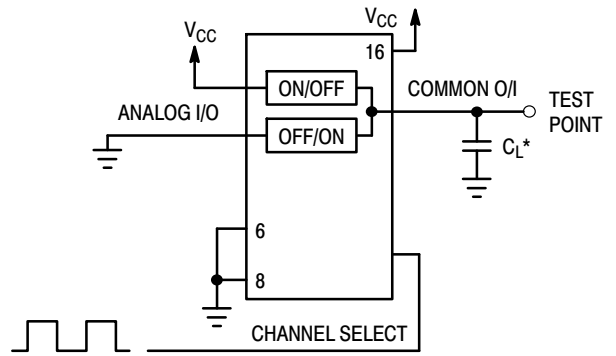 VCC
VCC
16
ON/OFF
COMMON O/I
TEST
POINT
ANALOG I/O
OFF/ON
CL*
6
8
CHANNEL SELECT